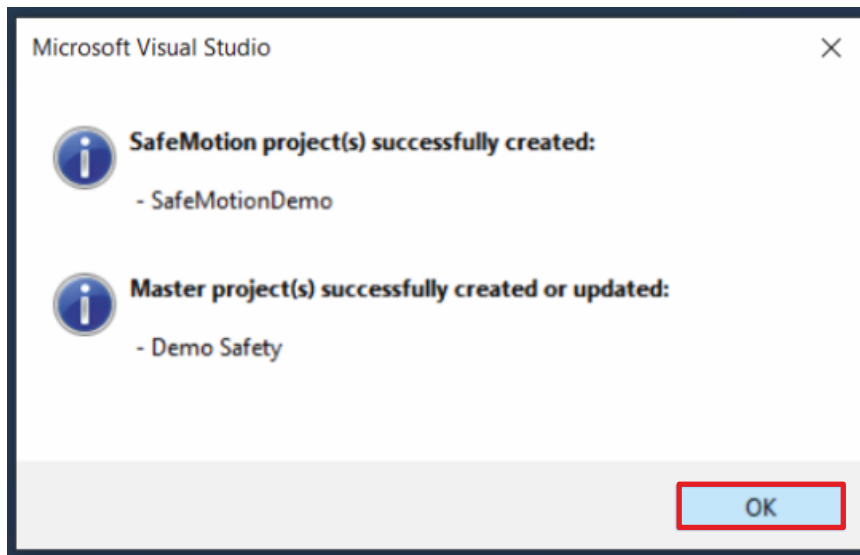 Microsoft Visual Studio
SafeMotion project(s) successfully created:
- SafeMotionDemo
Master project(s) successfully created or updated:
- Demo Safety
OK